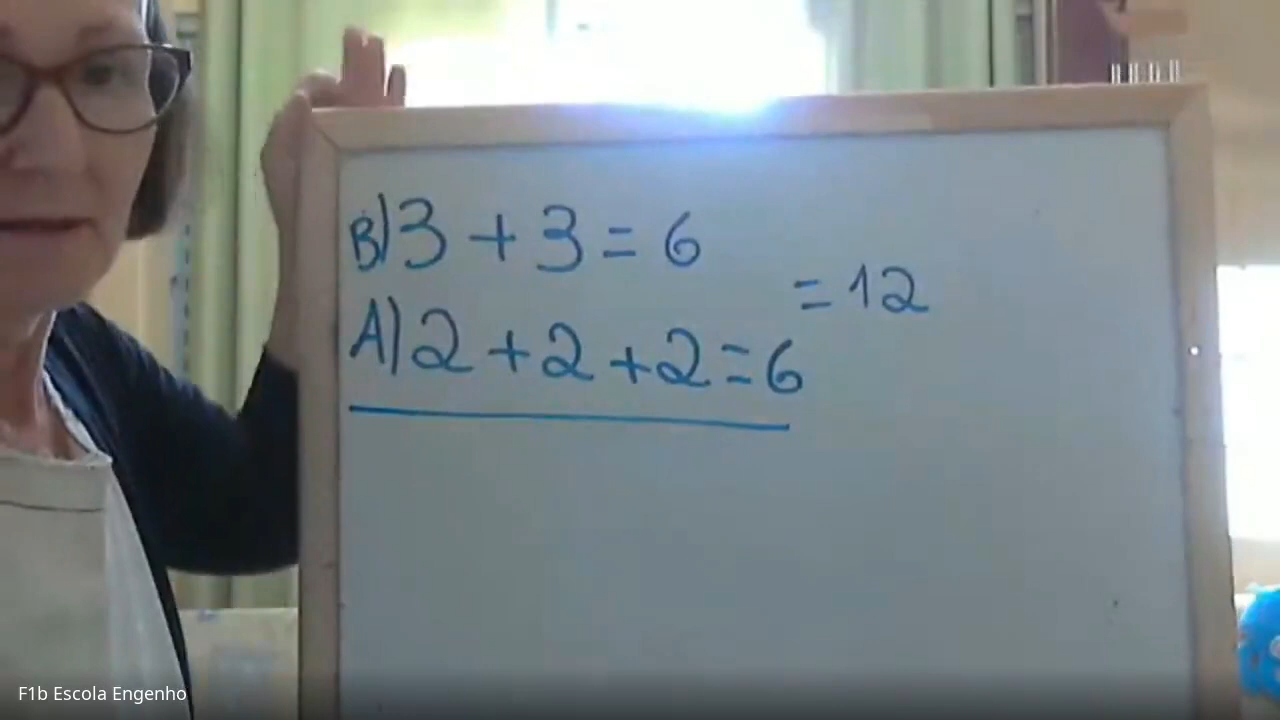 B) 3 + 3 = 6
= 12
A) 2 + 2 + 2 = 6
F1b Escola Engenho